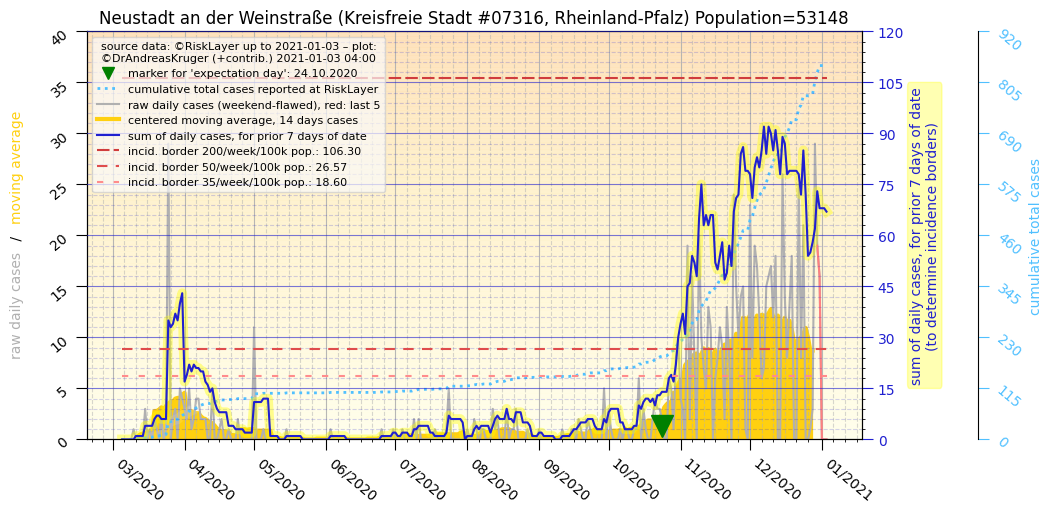 Neustadt an der Weinstraße (Kreisfreie Stadt #07316, Rheinland-Pfalz) Population=53148
source data: ©RiskLayer up to 2021-01-03 – plot:
©DrAndreasKruger (+contrib.) 2021-01-03 04:00
marker for 'expectation day': 24.10.2020
cumulative total cases reported at RiskLayer
raw daily cases (weekend-flawed), red: last 5
centered moving average, 14 days cases
sum of daily cases, for prior 7 days of date
incid. border 200/week/100k pop.: 106.30
incid. border 50/week/100k pop.: 26.57
incid. border 35/week/100k pop.: 18.60
raw daily cases / moving average
40
35
30
25
20
15
10
5
0
03/2020
04/2020
05/2020
06/2020
07/2020
08/2020
09/2020
10/2020
11/2020
12/2020
01/2021
120
105
90
75
60
45
30
15
0
sum of daily cases, for prior 7 days of date
(to determine incidence borders)
920
805
690
575
460
345
230
115
0
cumulative total cases